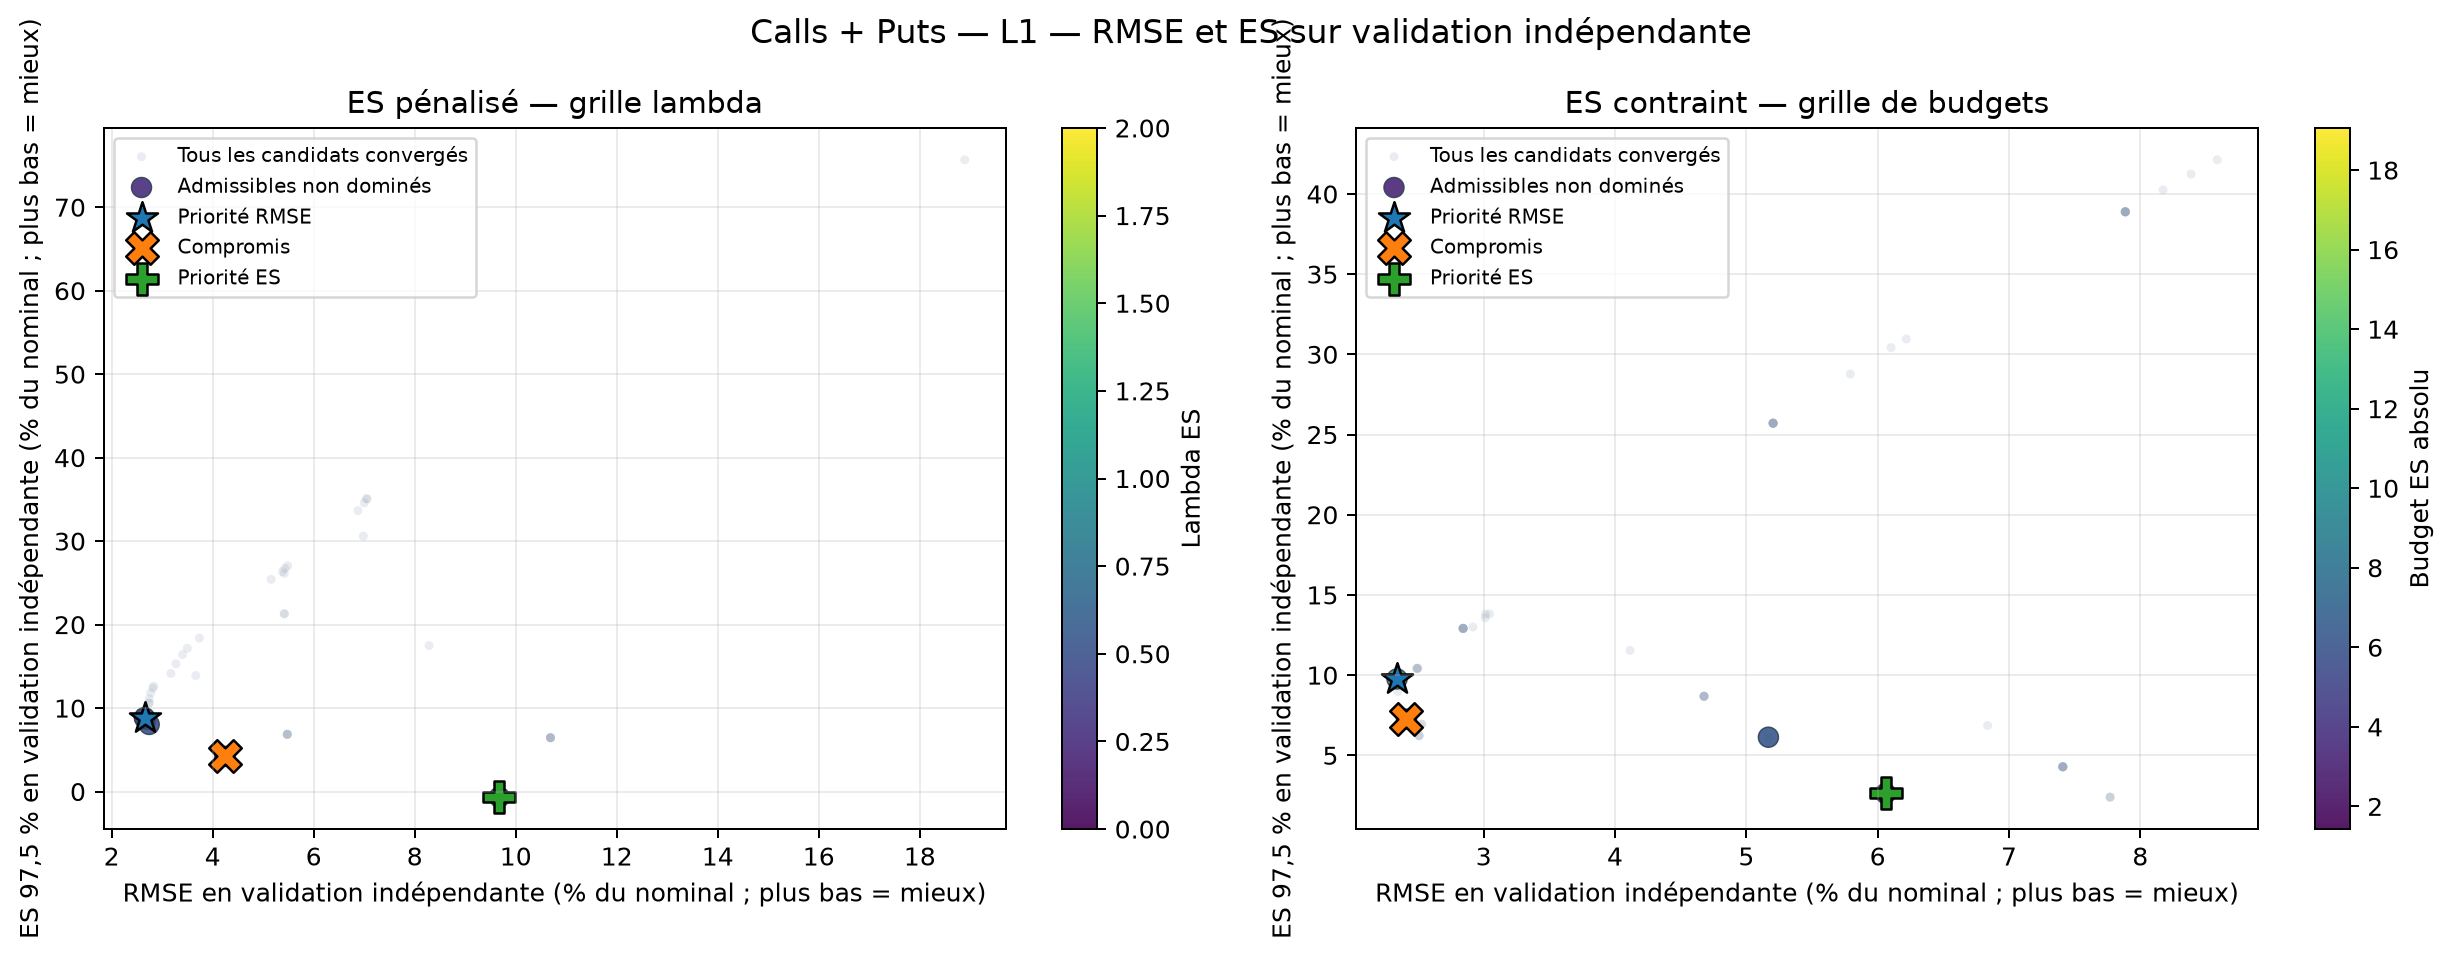 Calls + Puts — L1 — RMSE et ES sur validation indépendante
ES pénalisé — grille lambda
ES 97,5 % en validation indépendante (% du nominal ; plus bas = mieux)
70
60
50
40
30
20
10
0
Tous les candidats convergés
Admissibles non dominés
Priorité RMSE
Compromis
Priorité ES
2 4 6 8 10 12 14 16 18
RMSE en validation indépendante (% du nominal ; plus bas = mieux)
2.00
1.75
1.50
1.25
1.00
0.75
0.50
0.25
0.00
Lambda ES
ES contraint — grille de budgets
ES 97,5 % en validation indépendante (% du nominal ; plus bas = mieux)
40
35
30
25
20
15
10
5
Tous les candidats convergés
Admissibles non dominés
Priorité RMSE
Compromis
Priorité ES
3 4 5 6 7 8
RMSE en validation indépendante (% du nominal ; plus bas = mieux)
18
16
14
12
10
8
6
4
2
Budget ES absolu